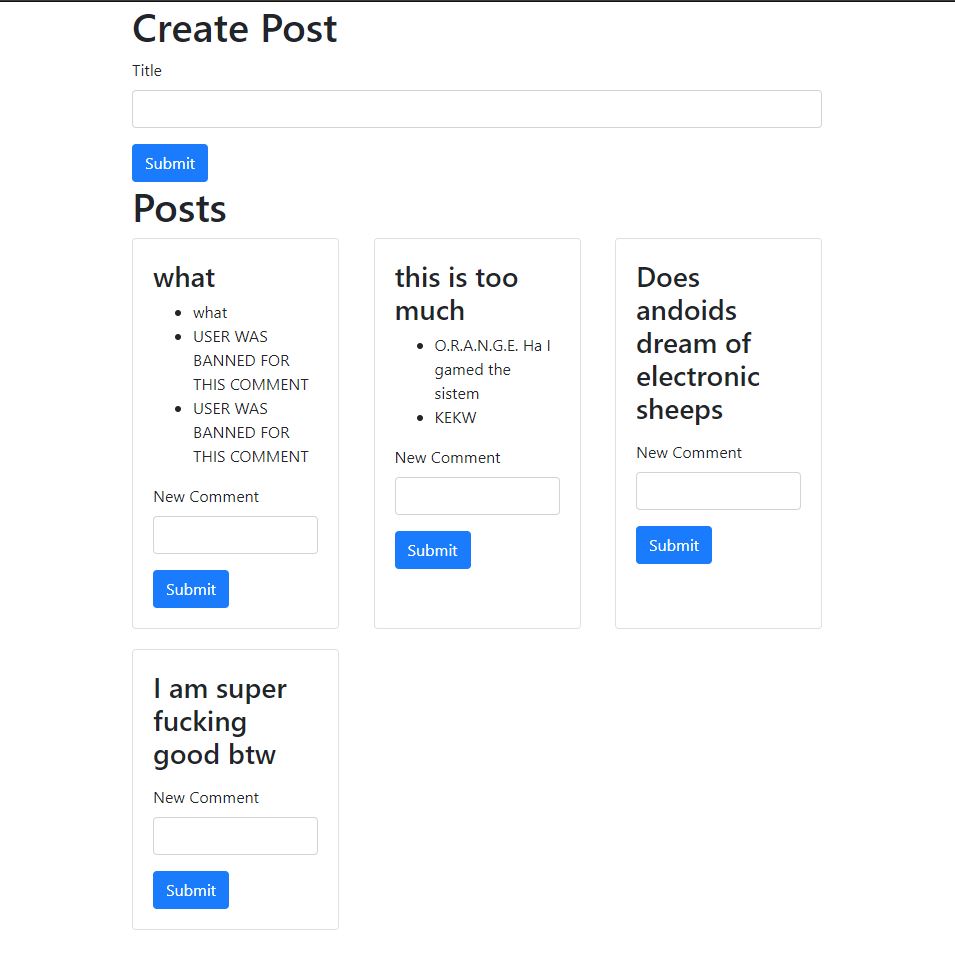 Create Post
Title
Submit
Posts
what
what
USER WAS
BANNED FOR
THIS COMMENT
USER WAS
BANNED FOR
THIS COMMENT
New Comment
Submit
this is too
much
O.R.A.N.G.E. Ha I
gamed the
sistem
KEKW
New Comment
Submit
Does
andoids
dream of
electronic
sheeps
New Comment
Submit
I am super
fucking
good btw
New Comment
Submit